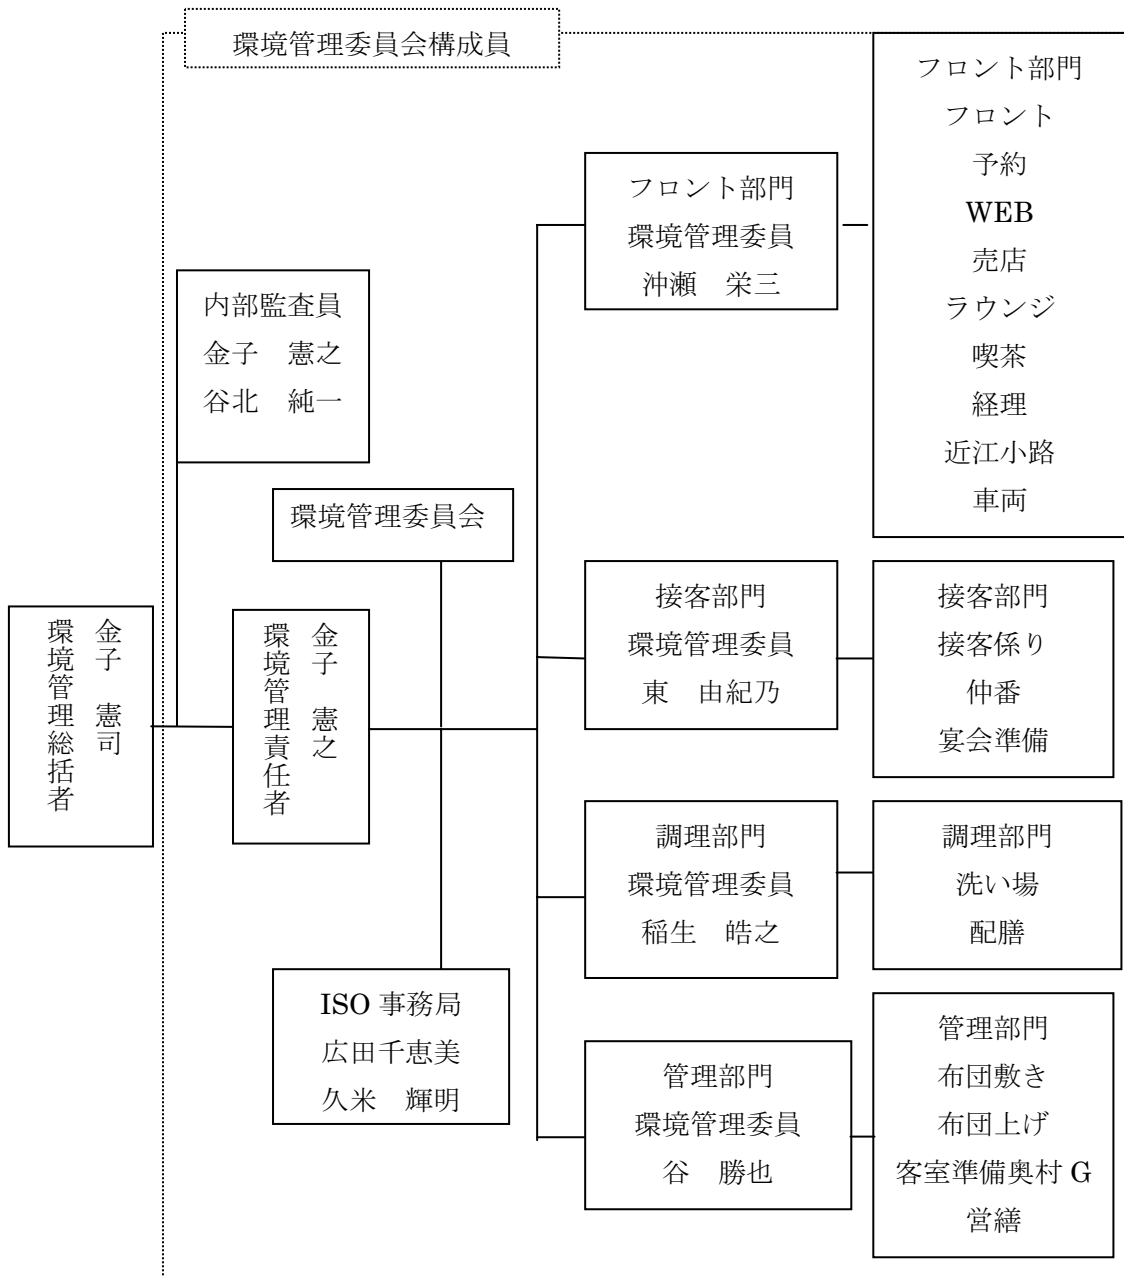 環境管理委員会構成員
フロント部門
フロント
予約
WEB
売店
ラウンジ
喫茶
経理
近江小路
車両
フロント部門
環境管理委員
沖瀬　栄三
内部監査員
金子　憲之
谷北　純一
環境管理委員会
環境管理総括者
金子　憲司
環境管理責任者
金子　憲之
接客部門
環境管理委員
東　由紀乃
接客部門
接客係り
仲番
宴会準備
調理部門
環境管理委員
稲生　皓之
調理部門
洗い場
配膳
ISO 事務局
広田千恵美
久米　輝明
管理部門
環境管理委員
谷　勝也
管理部門
布団敷き
布団上げ
客室準備奥村 G
営繕